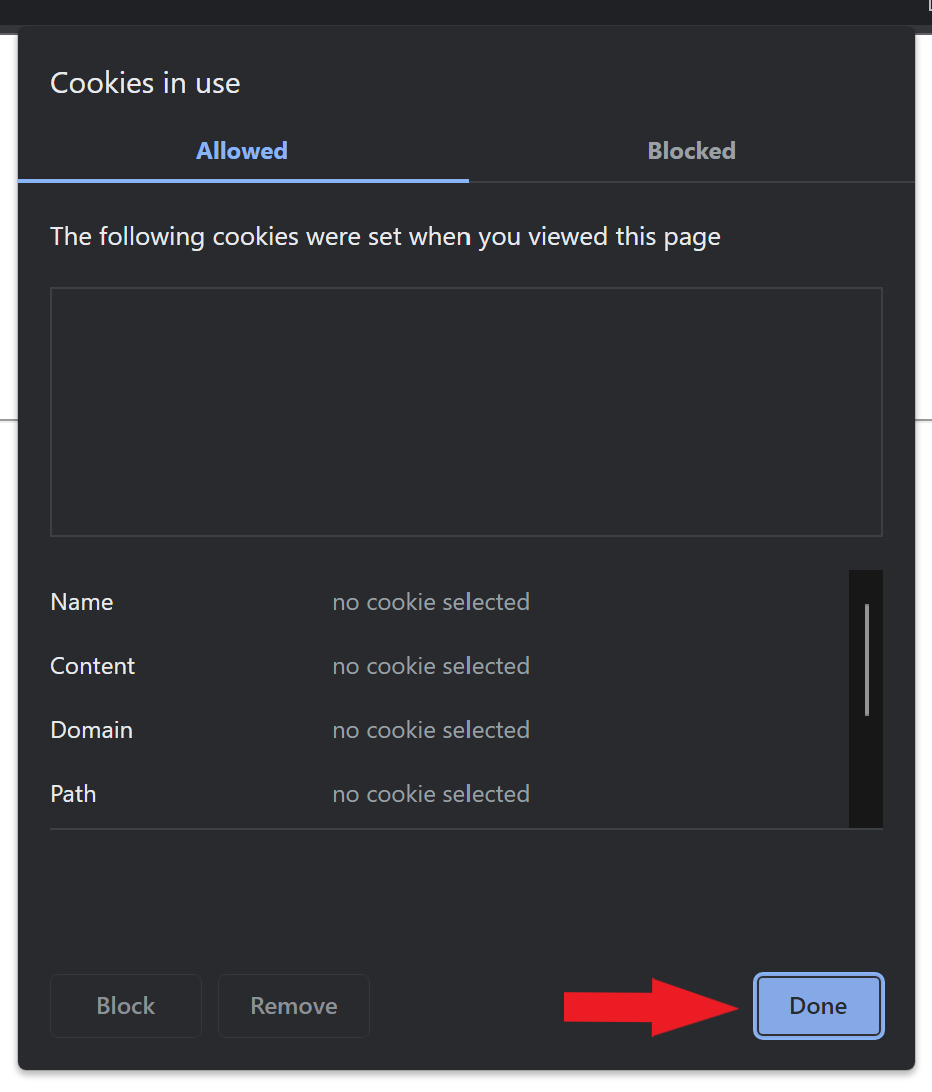 Cookies in use
Allowed Blocked
The following cookies were set when you viewed this page
Name no cookie selected
Content no cookie selected
Domain no cookie selected
Path no cookie selected
Block Remove Done